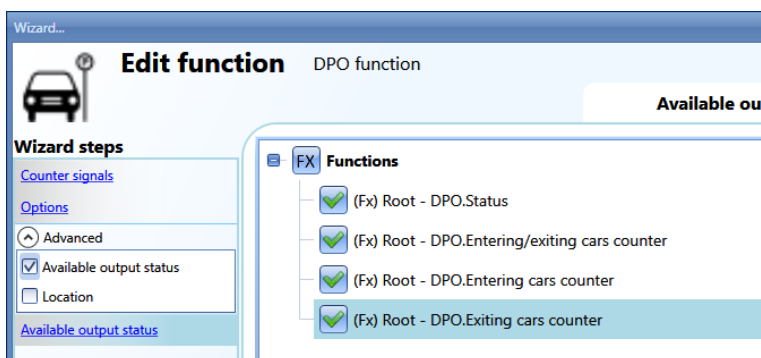 Wizard...
Edit function DPO function
Available ou
Wizard steps
Counter signals
Options
Advanced
Available output status
Location
Available output status
FX Functions
(Fx) Root - DPO.Status
(Fx) Root - DPO.Entering/exiting cars counter
(Fx) Root - DPO.Entering cars counter
(Fx) Root - DPO.Exiting cars counter